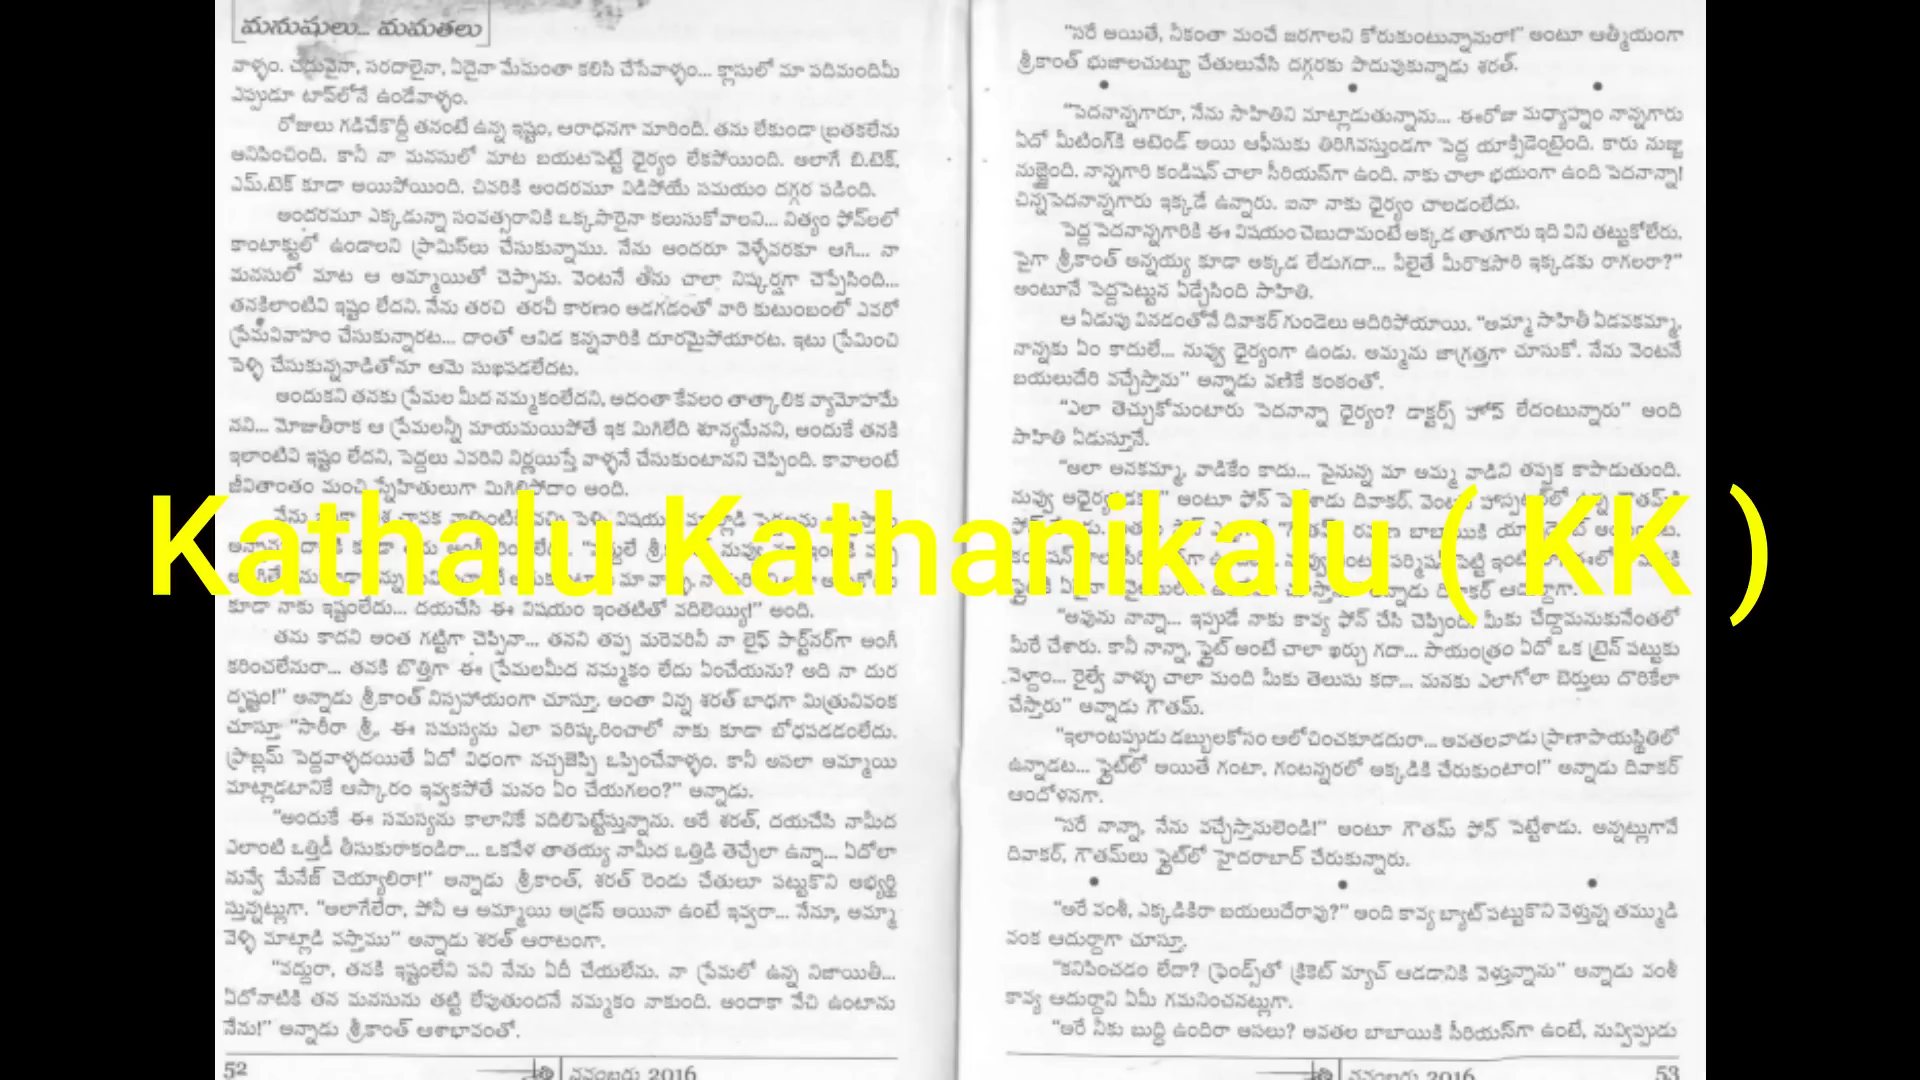 మనుషులు... మమతలు
వాళ్ళం. చదువైనా, సరదాలైనా, ఏదైనా మేమంతా కలిసి చేసేవాళ్ళం... క్లాసులో మా పదిమందిమీ
ఎప్పుడూ టాప్‌లోనే ఉండేవాళ్ళం.
రోజులు గడిచేకొద్దీ తనంటే ఉన్న ఇష్టం, ఆరాధనగా మారింది. తను లేకుండా బ్రతకలేను
అనిపించింది. కానీ నా మనసులో మాట బయటపెట్టే ధైర్యం లేకపోయింది. అలాగే బి.టెక్,
ఎమ్.టెక్ కూడా అయిపోయింది. చివరికి అందరమూ విడిపోయే సమయం దగ్గర పడింది.
అందరమూ ఎక్కడున్నా సంవత్సరానికి ఒక్కసారైనా కలుసుకోవాలని... నిత్యం ఫోన్‌లలో
కాంటాక్టులో ఉండాలని ప్రామిస్‌లు చేసుకున్నాము. నేను అందరూ వెళ్ళేవరకూ ఆగి... నా
మనసులో మాట ఆ అమ్మాయితో చెప్పాను. వెంటనే తను చాలా నిష్కర్షగా చెప్పేసింది...
తనకిలాంటివి ఇష్టం లేదని. నేను తరచి తరచీ కారణం అడగడంతో వారి కుటుంబంలో ఎవరో
ప్రేమవివాహం చేసుకున్నారట... దాంతో ఆవిడ కన్నవారికి దూరమైపోయారట. ఇటు ప్రేమించి
పెళ్ళి చేసుకున్నవాడితోనూ ఆమె సుఖపడలేదట.
అందుకని తనకు ప్రేమల మీద నమ్మకంలేదని, అదంతా కేవలం తాత్కాలిక వ్యామోహమే
నని... మోజుతీరాక ఆ ప్రేమలన్నీ మాయమయిపోతే ఇక మిగిలేది శూన్యమేనని, అందుకే తనకి
ఇలాంటివి ఇష్టం లేదని, పెద్దలు ఎవరిని నిర్ణయిస్తే వాళ్ళనే చేసుకుంటానని చెప్పింది. కావాలంటే
జీవితాంతం మంచి స్నేహితులుగా మిగిలిపోదాం అంది.
Kathalu Kathanikalu ( KK )
కూడా నాకు ఇష్టంలేదు... దయచేసి ఈ విషయం ఇంతటితో వదిలెయ్యి!" అంది.
తను కాదని అంత గట్టిగా చెప్పినా... తనని తప్ప మరెవరినీ నా లైఫ్ పార్ట్‌నర్‌గా అంగీ
కరించలేనురా... తనకి బొత్తిగా ఈ ప్రేమలమీద నమ్మకం లేదు ఏంచేయను? అది నా దుర
దృష్టం!" అన్నాడు శ్రీకాంత్ నిస్పృహాయంగా చూస్తూ. అంతా విన్న శరత్ బాధగా మిత్రునివంక
చూస్తూ "సారీరా శ్రీ, ఈ సమస్యను ఎలా పరిష్కరించాలో నాకు కూడా బోధపడడంలేదు.
ప్రాబ్లమ్ పెద్దవాళ్ళదయితే ఏదో విధంగా నచ్చజెప్పి ఒప్పించేవాళ్ళం. కానీ అసలా అమ్మాయి
మాట్లాడటానికే ఆస్కారం ఇవ్వకపోతే మనం ఏం చేయగలం?" అన్నాడు.
"అందుకే ఈ సమస్యను కాలానికే వదిలిపెట్టేస్తున్నాను. అరే శరత్, దయచేసి నామీద
ఎలాంటి ఒత్తిడీ తీసుకురాకండిరా... ఒకవేళ తాతయ్య నామీద ఒత్తిడి తెచ్చేలా ఉన్నా... ఏదోలా
నువ్వే మేనేజ్ చెయ్యాలిరా!" అన్నాడు శ్రీకాంత్, శరత్ రెండు చేతులూ పట్టుకొని అభ్యర్థి
స్తున్నట్లుగా. "అలాగేలేరా, పోనీ ఆ అమ్మాయి అడ్రస్ అయినా ఉంటే ఇవ్వరా... నేనూ, అమ్మా
వెళ్ళి మాట్లాడి వస్తాము" అన్నాడు శరత్ ఆరాటంగా.
"వద్దురా, తనకి ఇష్టంలేని పని నేను ఏదీ చేయలేను. నా ప్రేమలో ఉన్న నిజాయితీ...
ఏదోనాటికి తన మనసును తట్టి లేపుతుందనే నమ్మకం నాకుంది. అందాకా వేచి ఉంటాను
నేను!" అన్నాడు శ్రీకాంత్ ఆశాభావంతో.
52
నవంబరు 2016
"సరే అయితే, నీకంతా మంచే జరగాలని కోరుకుంటున్నానురా!" అంటూ ఆత్మీయంగా
శ్రీకాంత్ భుజాలచుట్టూ చేతులువేసి దగ్గరకు పొదువుకున్నాడు శరత్.
• • •
"పెదనాన్నగారూ, నేను సాహితిని మాట్లాడుతున్నాను... ఈరోజు మధ్యాహ్నం నాన్నగారు
ఏదో మీటింగ్‌కి అటెండ్ అయి ఆఫీసుకు తిరిగివస్తుండగా పెద్ద యాక్సిడెంటైంది. కారు నుజ్జు
నుజ్జైంది. నాన్నగారి కండిషన్ చాలా సీరియస్‌గా ఉంది. నాకు చాలా భయంగా ఉంది పెదనాన్నా!
చిన్నపెదనాన్నగారు ఇక్కడే ఉన్నారు. ఐనా నాకు ధైర్యం చాలడంలేదు.
పెద్ద పెదనాన్నగారికి ఈ విషయం చెబుదామంటే అక్కడ తాతగారు ఇది విని తట్టుకోలేరు.
పైగా శ్రీకాంత్ అన్నయ్య కూడా అక్కడ లేడుగదా... వీలైతే మీరొకసారి ఇక్కడకు రాగలరా?"
అంటూనే పెద్దపెట్టున ఏడ్చేసింది సాహితి.
ఆ ఏడుపు వినడంతోనే దివాకర్ గుండెలు అదిరిపోయాయి. "అమ్మా సాహితీ ఏడవకమ్మా,
నాన్నకు ఏం కాదులే... నువ్వు ధైర్యంగా ఉండు. అమ్మను జాగ్రత్తగా చూసుకో. నేను వెంటనే
బయలుదేరి వచ్చేస్తాను" అన్నాడు వణికే కంఠంతో.
"ఎలా తెచ్చుకోమంటారు పెదనాన్నా ధైర్యం? డాక్టర్స్ హోప్ లేదంటున్నారు" అంది
సాహితి ఏడుస్తూనే.
"అలా అనకమ్మా, వాడికేం కాదు... పైనున్న మా అమ్మ వాడిని తప్పక కాపాడుతుంది.
"అవును నాన్నా... ఇప్పుడే నాకు కావ్య ఫోన్ చేసి చెప్పింది. మీకు చేద్దామనుకునేంతలో
మీరే చేశారు. కానీ నాన్నా, ఫ్లైట్ అంటే చాలా ఖర్చు గదా... సాయంత్రం ఏదో ఒక ట్రైన్ పట్టుకు
వెళ్దాం... రైల్వే వాళ్ళు చాలా మంది మీకు తెలుసు కదా... మనకు ఎలాగోలా బెర్తులు దొరికేలా
చేస్తారు" అన్నాడు గౌతమ్.
"ఇలాంటప్పుడు డబ్బులకోసం ఆలోచించకూడదురా... అవతలవాడు ప్రాణాపాయస్థితిలో
ఉన్నాడట... ఫ్లైట్‌లో అయితే గంటా, గంటన్నరలో అక్కడికి చేరుకుంటాం!" అన్నాడు దివాకర్
ఆందోళనగా.
"సరే నాన్నా, నేను వచ్చేస్తానులెండి!" అంటూ గౌతమ్ ఫోన్ పెట్టేశాడు. అన్నట్లుగానే
దివాకర్, గౌతమ్‌లు ఫ్లైట్‌లో హైదరాబాద్ చేరుకున్నారు.
• • •
"అరే వంశీ, ఎక్కడికిరా బయలుదేరావు?" అంది కావ్య బ్యాట్ పట్టుకొని వెళ్తున్న తమ్ముడి
వంక ఆదుర్దాగా చూస్తూ.
"కనిపించడం లేదా? ఫ్రెండ్స్‌తో క్రికెట్ మ్యాచ్ ఆడడానికి వెళ్తున్నాను" అన్నాడు వంశీ
కావ్య ఆదుర్దాని ఏమీ గమనించనట్లుగా.
"అరే నీకు బుద్ధి ఉందిరా అసలు? అవతల బాబాయికి సీరియస్‌గా ఉంటే, నువ్విప్పుడు
నవంబరు 2016
53